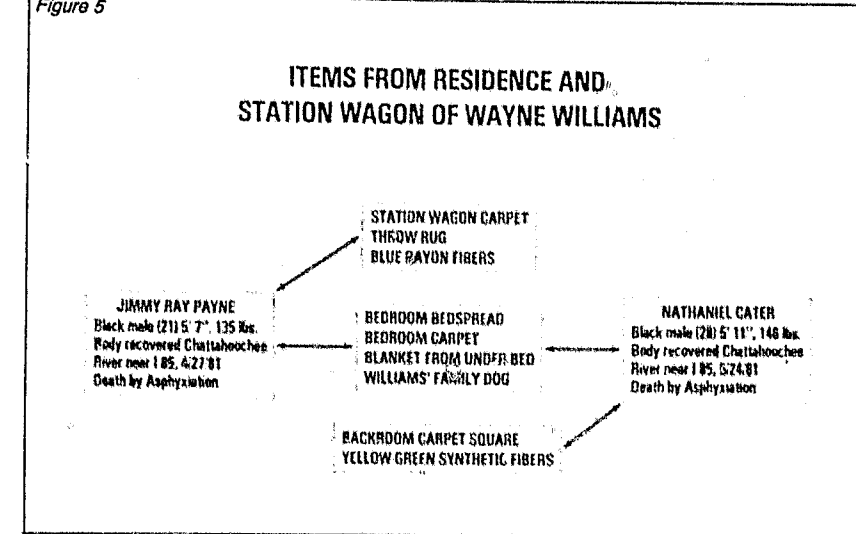 Figure 5
ITEMS FROM RESIDENCE AND
STATION WAGON OF WAYNE WILLIAMS
STATION WAGON CARPET
THROW RUG
BLUE RAYON FIBERS
JIMMY RAY PAYNE
Black male (21) 5' 7", 135 lbs.
Body recovered Chattahoochee
River near I 85, 4/27/81
Death by Asphyxiation
BEDROOM BEDSPREAD
BEDROOM CARPET
BLANKET FROM UNDER BED
WILLIAMS' FAMILY DOG
NATHANIEL CATER
Black male (28) 5' 11", 146 lbs.
Body recovered Chattahoochee
River near I 85, 5/24/81
Death by Asphyxiation
BACKROOM CARPET SQUARE
YELLOW GREEN SYNTHETIC FIBERS